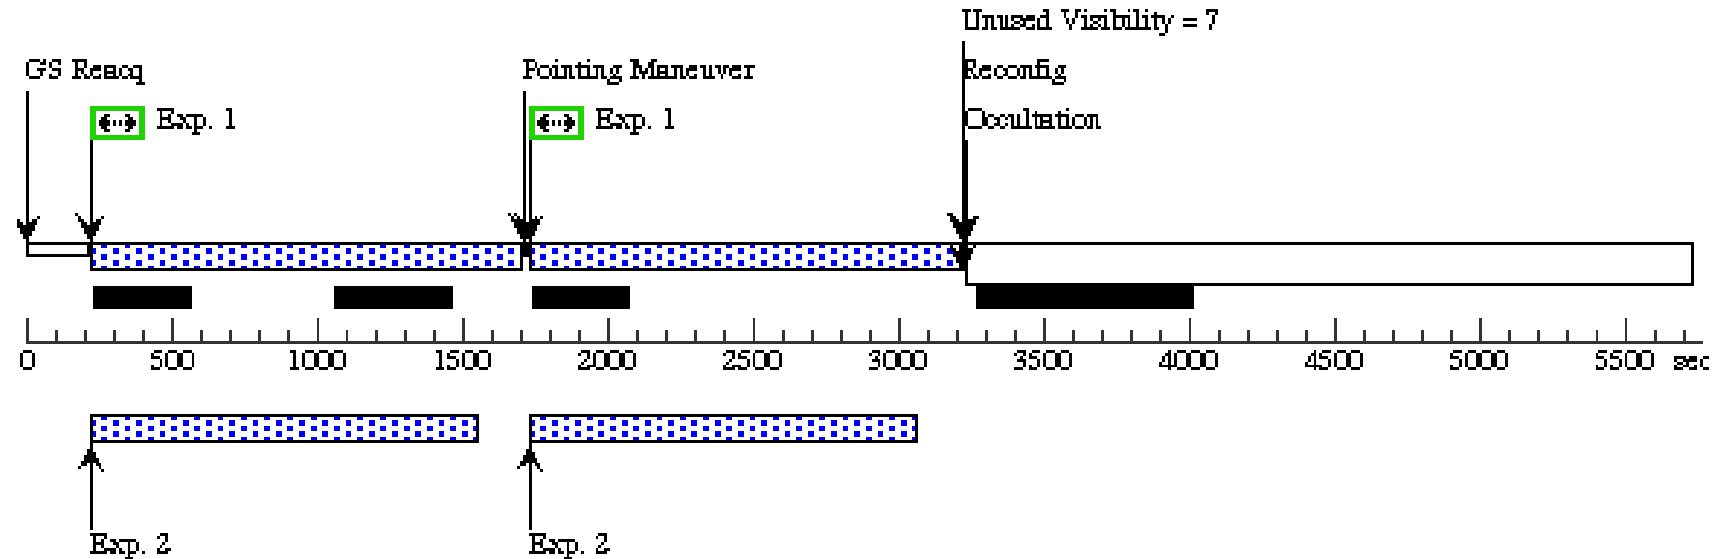 Unused Visibility = 7
GS Reacq
Pointing Maneuver
Reconfig
Exp. 1
Exp. 1
Occultation
0 500 1000 1500 2000 2500 3000 3500 4000 4500 5000 5500 sec
Exp. 2
Exp. 2